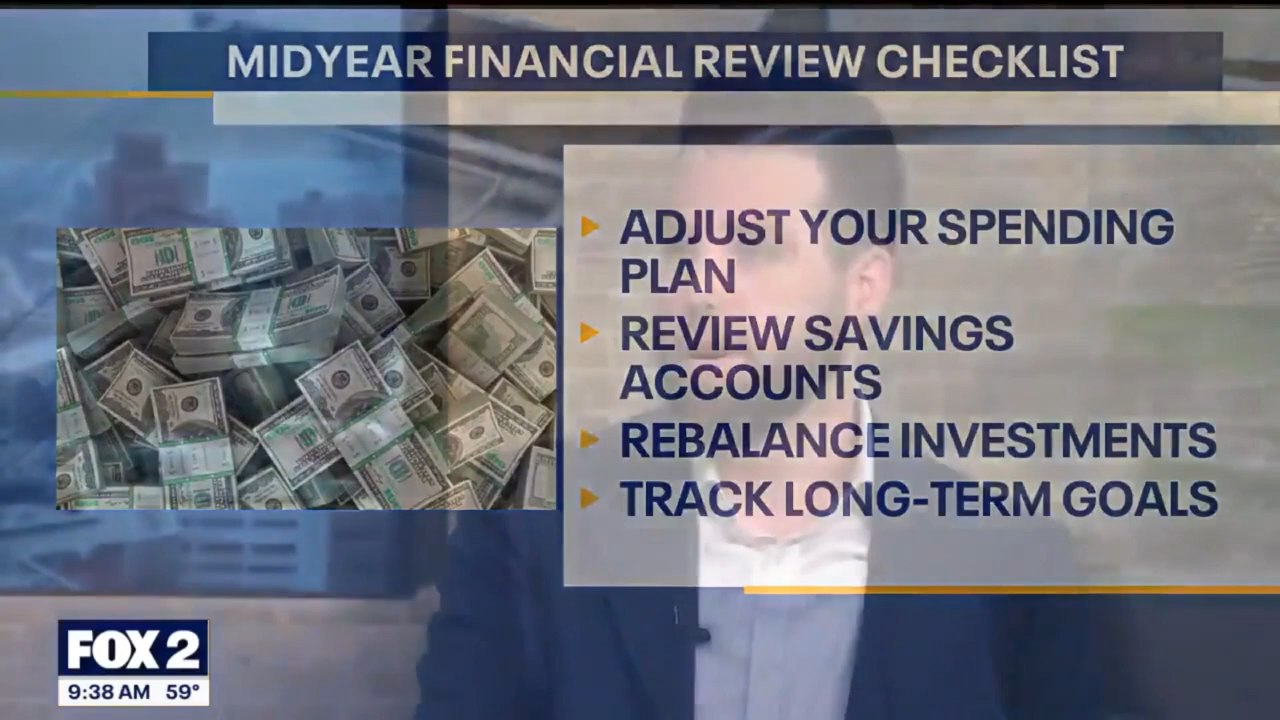 MIDYEAR FINANCIAL REVIEW CHECKLIST
ADJUST YOUR SPENDING
PLAN
REVIEW SAVINGS
ACCOUNTS
REBALANCE INVESTMENTS
TRACK LONG-TERM GOALS
FOX 2
9:38 AM 59°